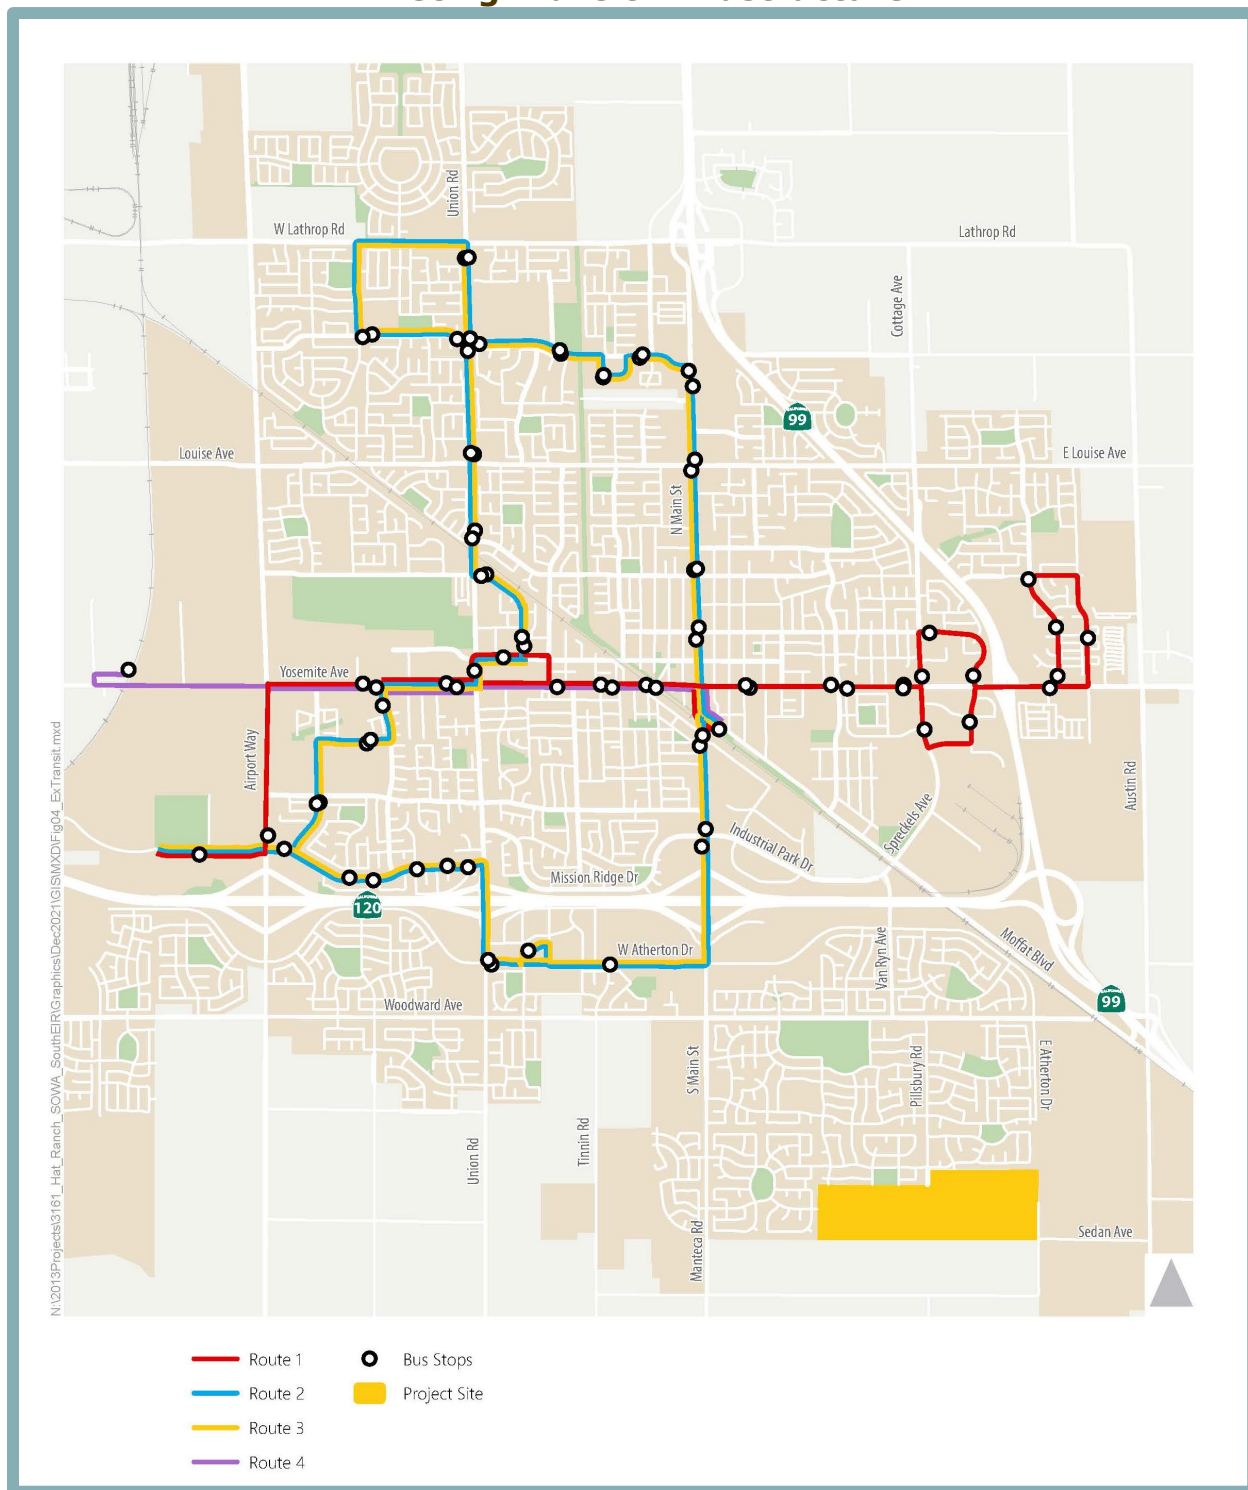 Union Rd
W Lathrop Rd
Lathrop Rd
Cottage Ave
99
Louise Ave
E Louise Ave
N Main St
Yosemite Ave
Airport Way
Austin Rd
Spreckels Ave
Industrial Park Dr
Mission Ridge Dr
120
W Atherton Dr
Van Ryn Ave
Moffat Blvd
99
Woodward Ave
S Main St
Pillsbury Rd
E Atherton Dr
Union Rd
Tinnin Rd
Manteca Rd
Sedan Ave
N:\2013Projects\3161_Hat_Ranch_SOWA_SouthEIR\Graphics\Dec2021\GIS\MXD\Fig04_ExTransit.mxd
Route 1
Bus Stops
Route 2
Project Site
Route 3
Route 4